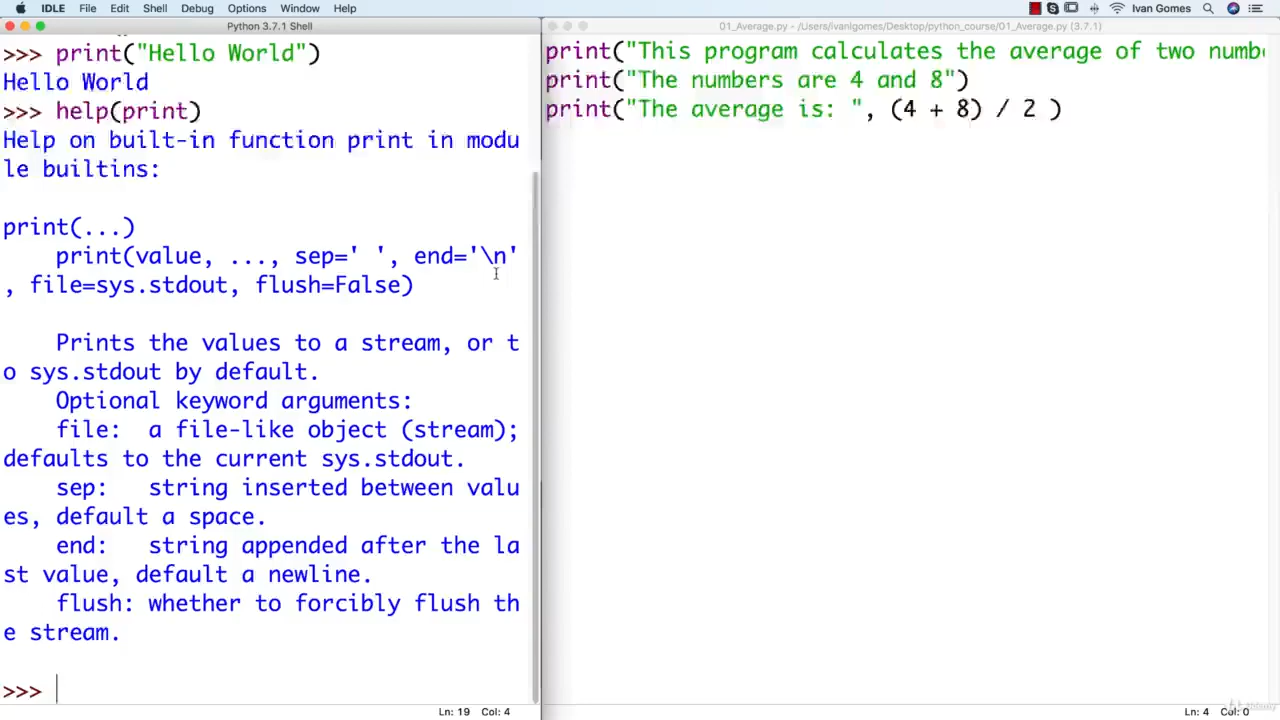 IDLE File Edit Shell Debug Options Window Help Ivan Gomes
Python 3.7.1 Shell
>>> print("Hello World")
Hello World
>>> help(print)
Help on built-in function print in modu
le builtins:
print(...)
    print(value, ..., sep=' ', end='\n'
, file=sys.stdout, flush=False)
    Prints the values to a stream, or t
o sys.stdout by default.
    Optional keyword arguments:
    file:  a file-like object (stream);
defaults to the current sys.stdout.
    sep:   string inserted between valu
es, default a space.
    end:   string appended after the la
st value, default a newline.
    flush: whether to forcibly flush th
e stream.
>>>
Ln: 19 Col: 4
01_Average.py - /Users/ivanlgomes/Desktop/python_course/01_Average.py (3.7.1)
print("This program calculates the average of two numbe
print("The numbers are 4 and 8")
print("The average is: ", (4 + 8) / 2 )
Ln: 4 Col: 0